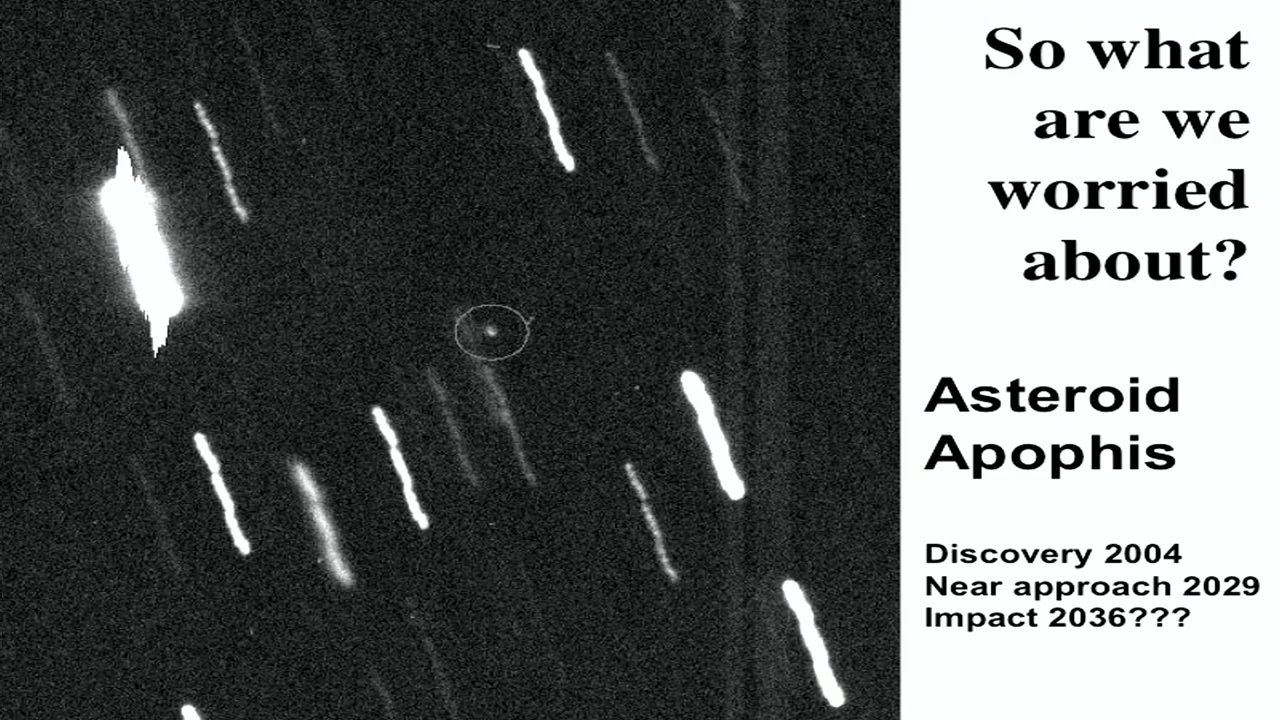 So what
are we
worried
about?
Asteroid
Apophis
Discovery 2004
Near approach 2029
Impact 2036???